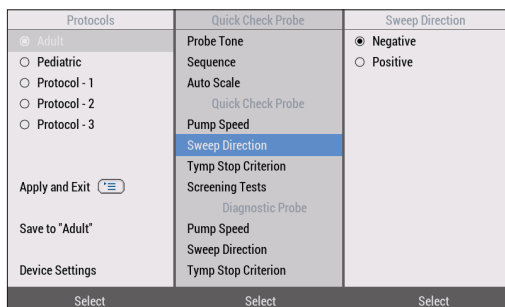 Protocols
Adult
Pediatric
Protocol - 1
Protocol - 2
Protocol - 3
Apply and Exit
Save to "Adult"
Device Settings
Select
Quick Check Probe
Probe Tone
Sequence
Auto Scale
Quick Check Probe
Pump Speed
Sweep Direction
Tymp Stop Criterion
Screening Tests
Diagnostic Probe
Pump Speed
Sweep Direction
Tymp Stop Criterion
Select
Sweep Direction
Negative
Positive
Select